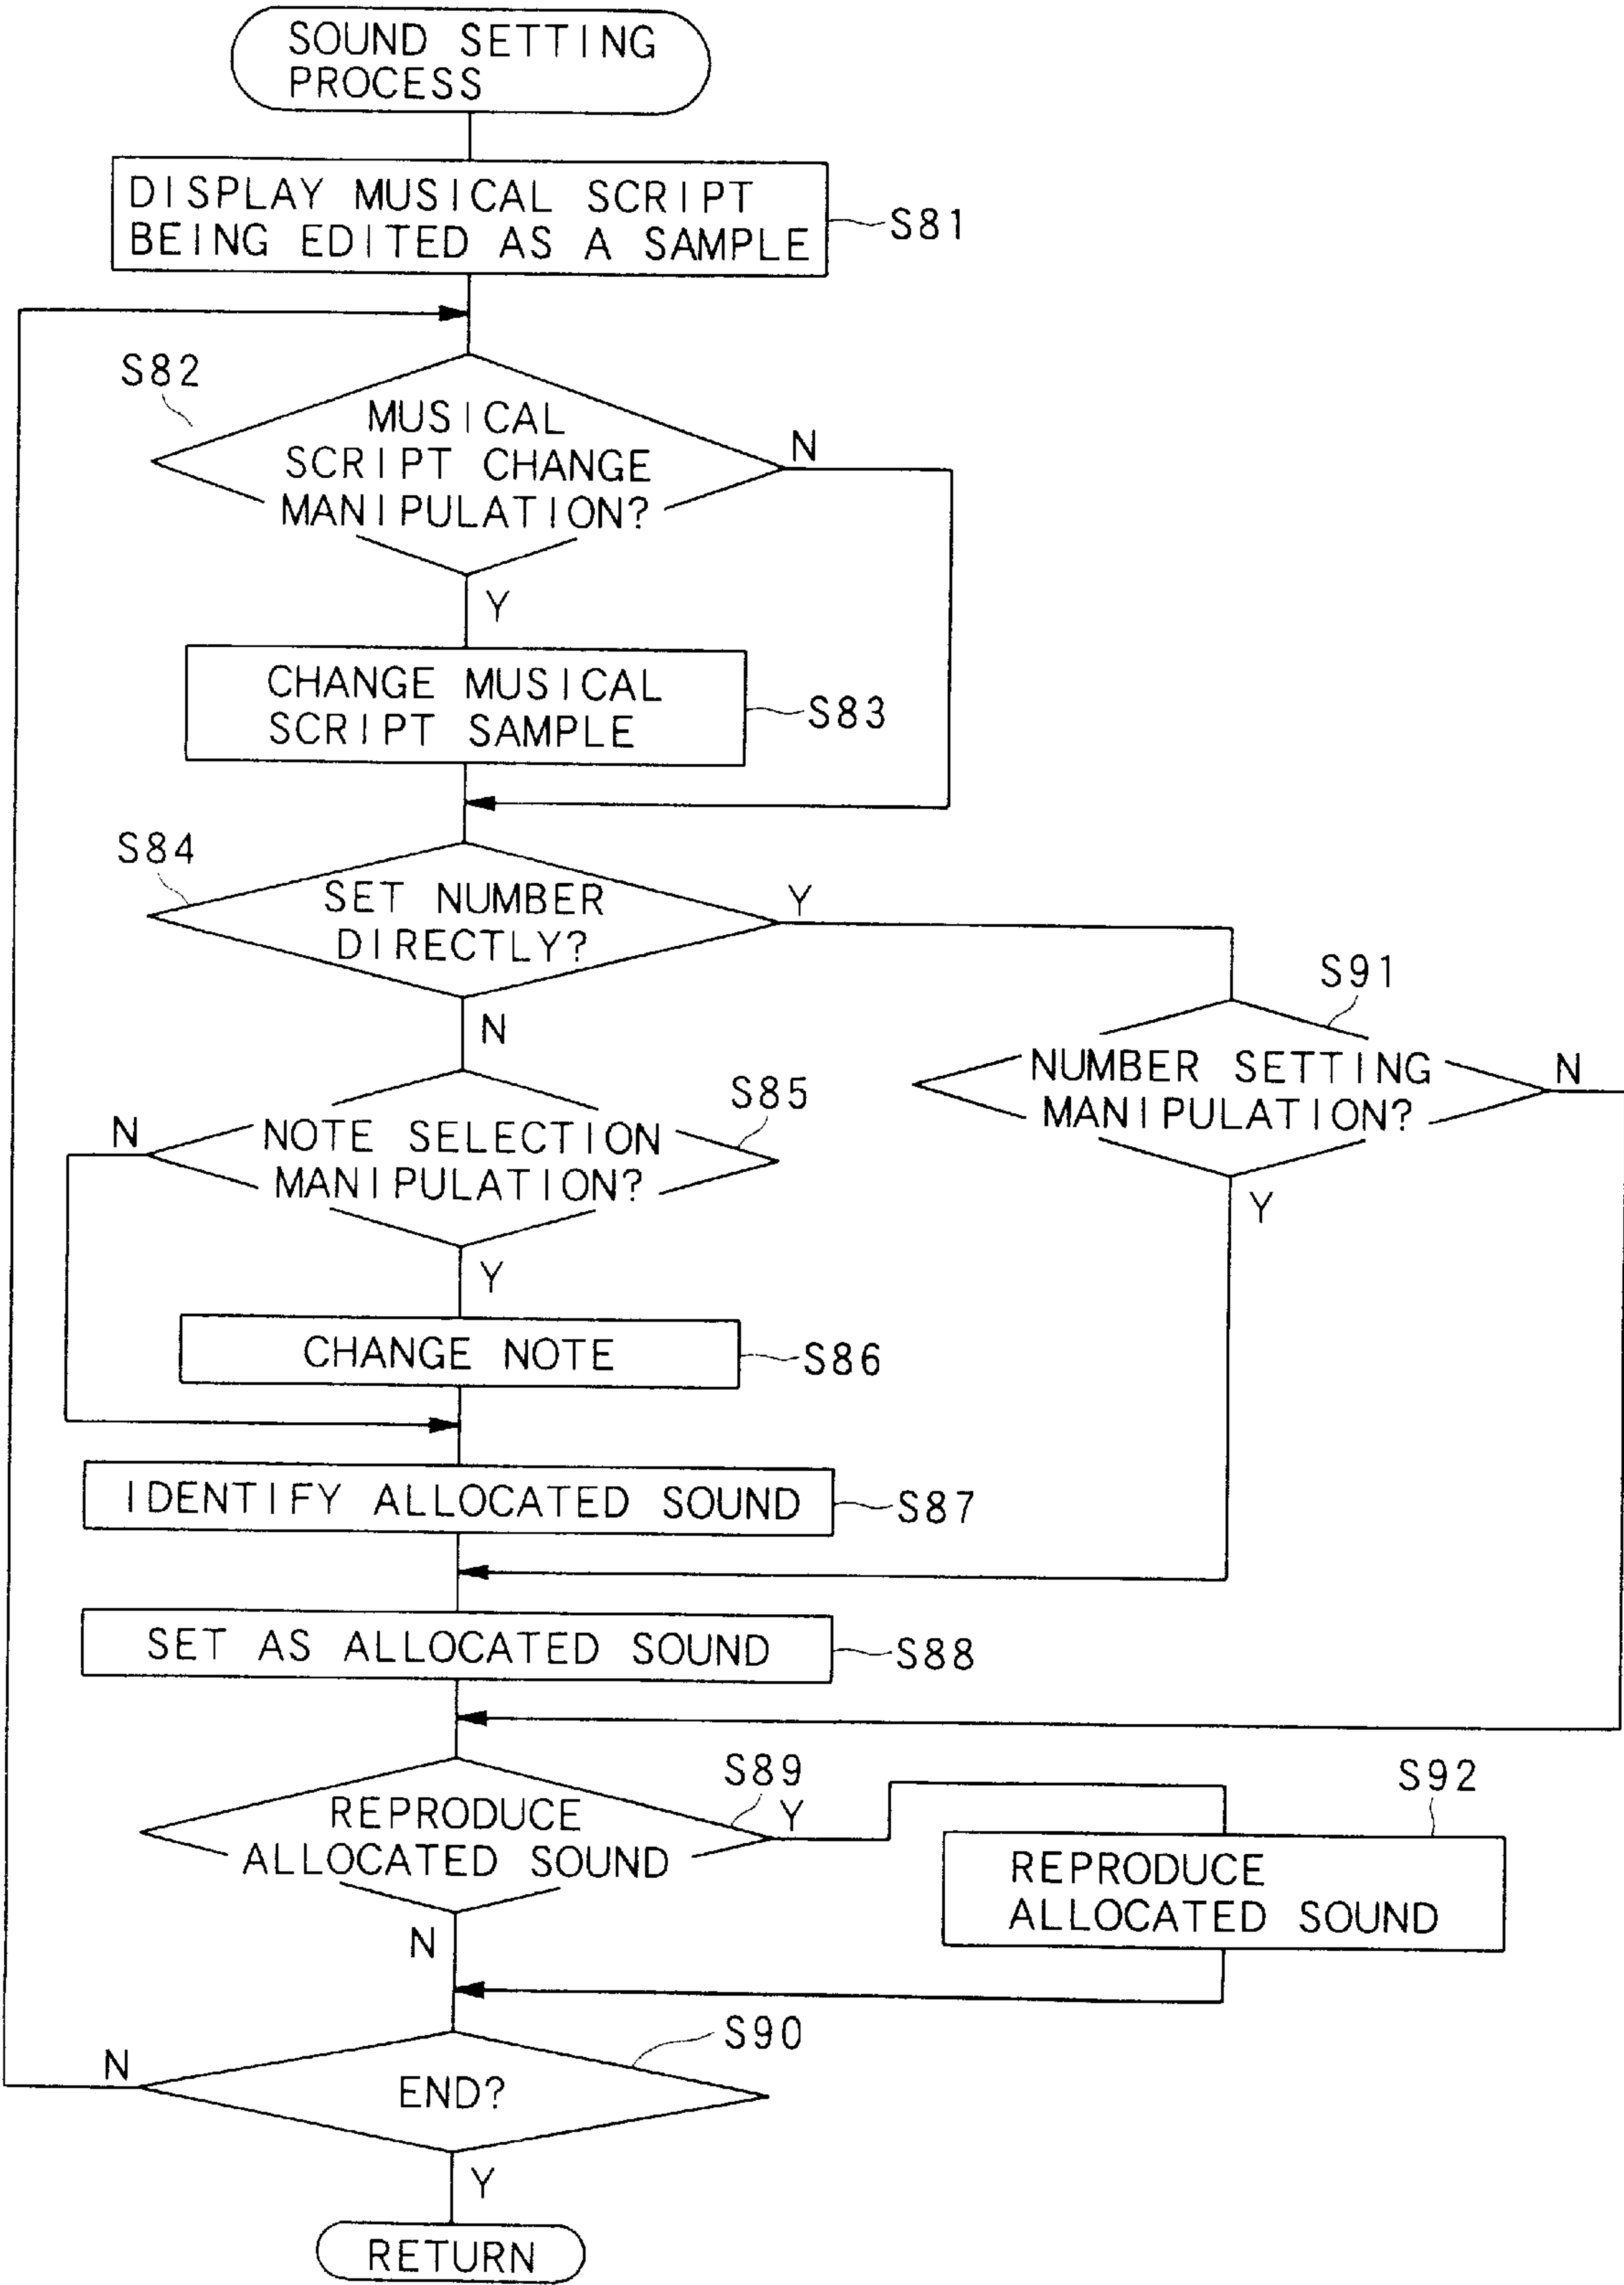 SOUND SETTING
PROCESS
DISPLAY MUSICAL SCRIPT
BEING EDITED AS A SAMPLE
S81
S82
MUSICAL
SCRIPT CHANGE
MANIPULATION?
N
Y
CHANGE MUSICAL
SCRIPT SAMPLE
S83
S84
SET NUMBER
DIRECTLY?
Y
N
S91
NUMBER SETTING
MANIPULATION?
N
Y
S85
NOTE SELECTION
MANIPULATION?
N
Y
CHANGE NOTE
S86
IDENTIFY ALLOCATED SOUND
S87
SET AS ALLOCATED SOUND
S88
S89
REPRODUCE
ALLOCATED SOUND
Y
N
S92
REPRODUCE
ALLOCATED SOUND
S90
END?
N
Y
RETURN